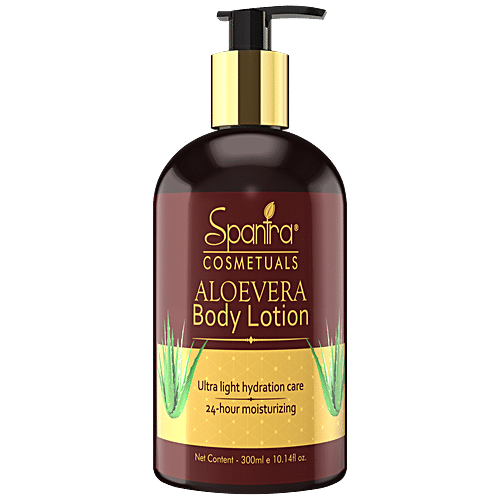 Spantra®
COSMETUALS
ALOEVERA
Body Lotion
Ultra light hydration care
24-hour moisturizing
Net Content - 300ml e 10.14fl oz.